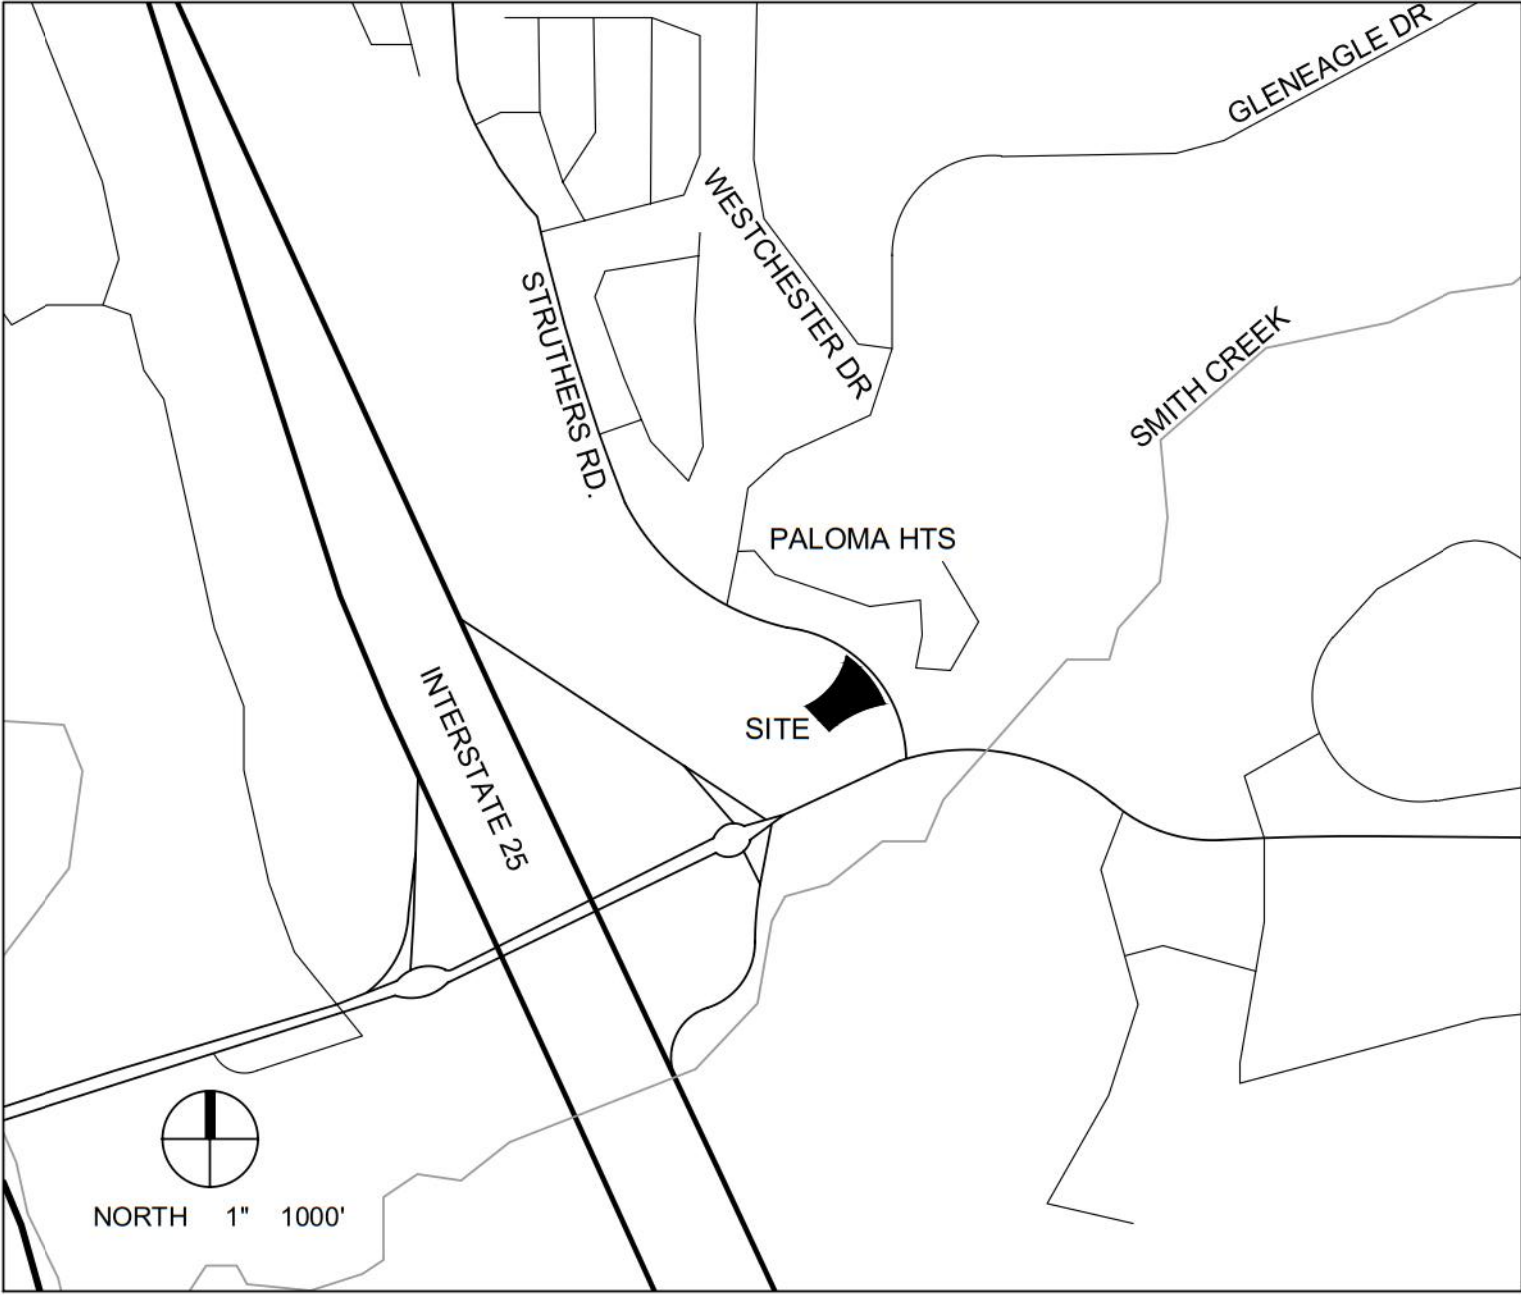 GLENEAGLE DR
WESTCHESTER DR
STRUTHERS RD.
SMITH CREEK
PALOMA HTS
INTERSTATE 25
SITE
NORTH 1" 1000'